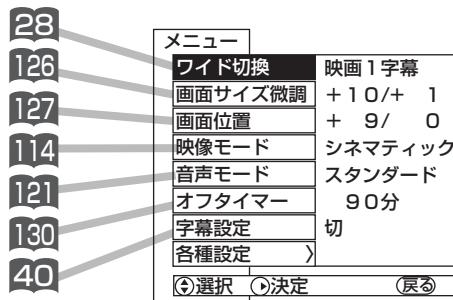 28
メニュー
ワイド切換 映画1字幕
126
画面サイズ微調 +10/+ 1
127
画面位置 + 9/ 0
114
映像モード シネマティック
121
音声モード スタンダード
オフタイマー 90分
130
字幕設定 切
各種設定 〉
40
選択 決定 戻る